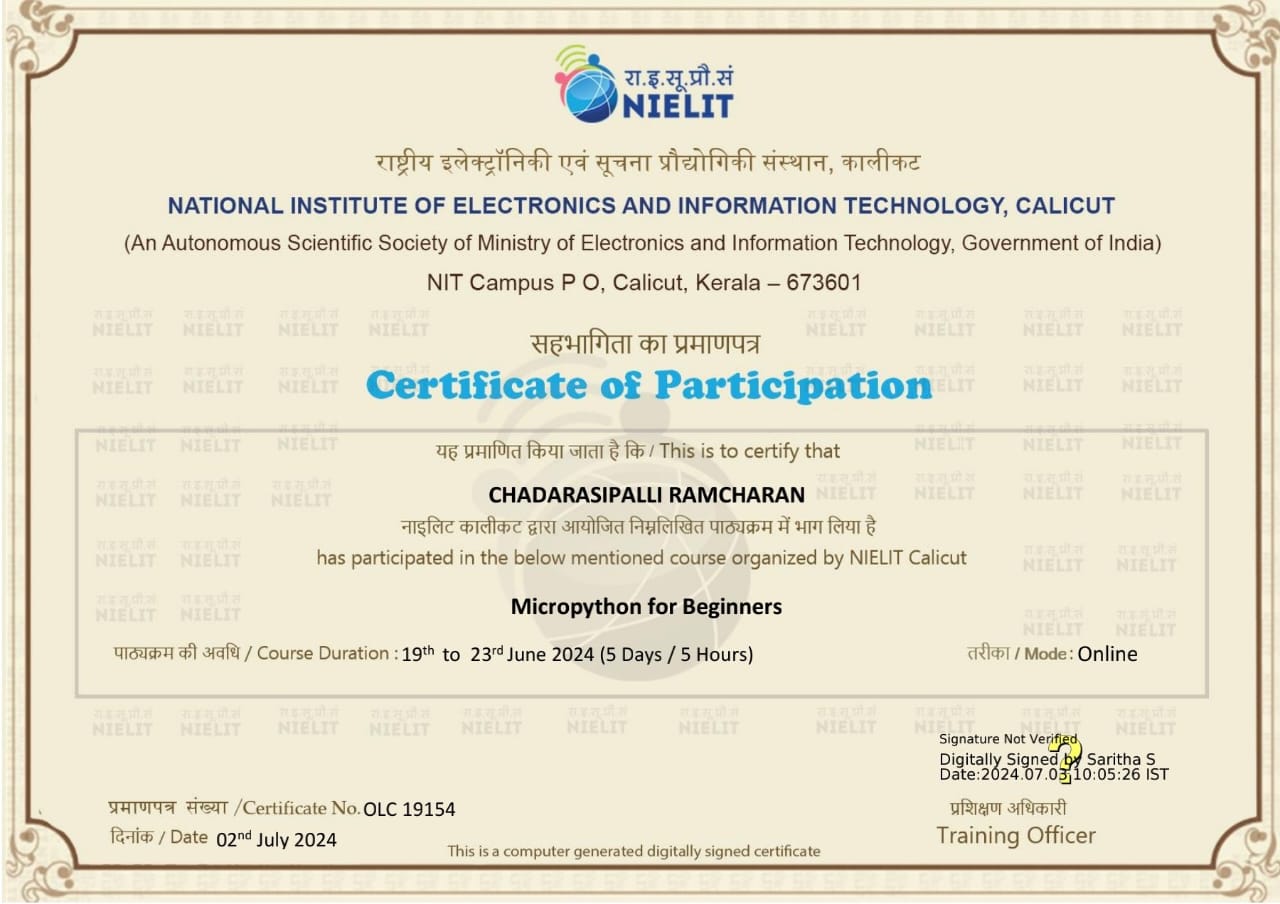 रा.इ.सू.प्रौ.सं
NIELIT
राष्ट्रीय इलेक्ट्रॉनिकी एवं सूचना प्रौद्योगिकी संस्थान, कालीकट
NATIONAL INSTITUTE OF ELECTRONICS AND INFORMATION TECHNOLOGY, CALICUT
(An Autonomous Scientific Society of Ministry of Electronics and Information Technology, Government of India)
NIT Campus P O, Calicut, Kerala – 673601
सहभागिता का प्रमाणपत्र
Certificate of Participation
यह प्रमाणित किया जाता है कि / This is to certify that
CHADARASIPALLI RAMCHARAN
नाइलिट कालीकट द्वारा आयोजित निम्नलिखित पाठ्यक्रम में भाग लिया है
has participated in the below mentioned course organized by NIELIT Calicut
Micropython for Beginners
पाठ्यक्रम की अवधि / Course Duration : 19th to 23rd June 2024 (5 Days / 5 Hours) तरीका / Mode : Online
Signature Not Verified
Digitally Signed by Saritha S
Date:2024.07.03 10:05:26 IST
प्रमाणपत्र संख्या /Certificate No. OLC 19154 प्रशिक्षण अधिकारी
दिनांक / Date 02nd July 2024 Training Officer
This is a computer generated digitally signed certificate